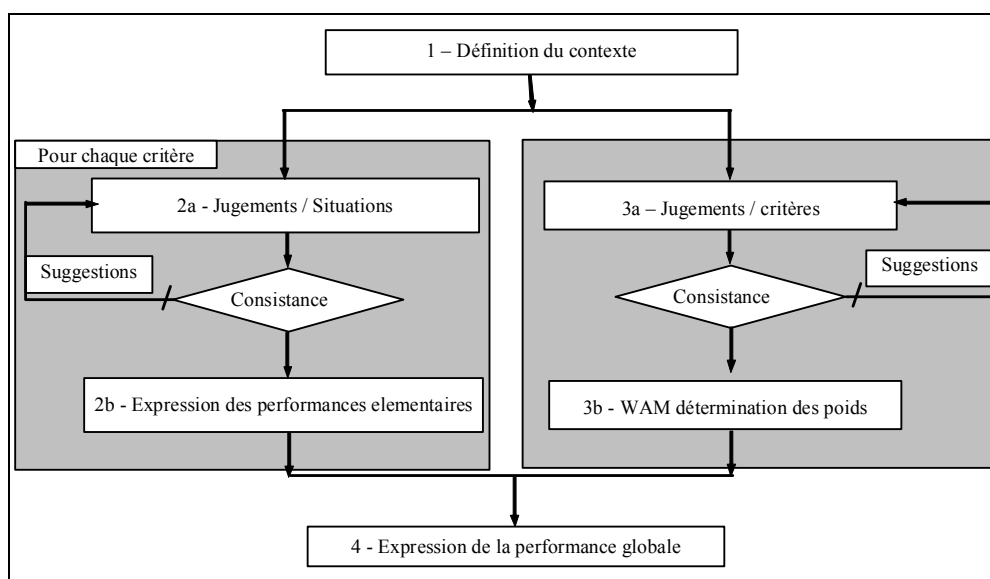 1 – Définition du contexte
Pour chaque critère
2a - Jugements / Situations
Suggestions
Consistance
2b - Expression des performances elementaires
3a – Jugements / critères
Suggestions
Consistance
3b - WAM détermination des poids
4 - Expression de la performance globale